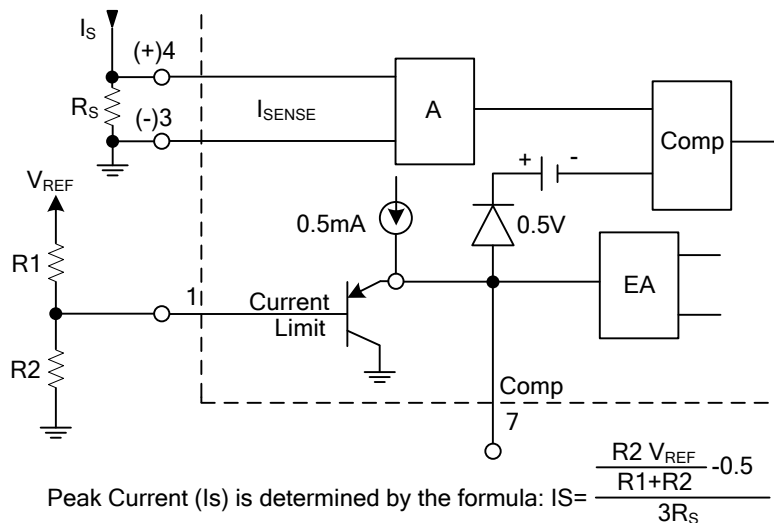 I_S
(+)4
R_S
(-)3
I_SENSE
A
Comp
+ -
V_REF
0.5mA
0.5V
R1
1
Current
Limit
EA
R2
Comp
7
Peak Current (Is) is determined by the formula: IS= (R2 V_REF/R1+R2 -0.5)/3R_S